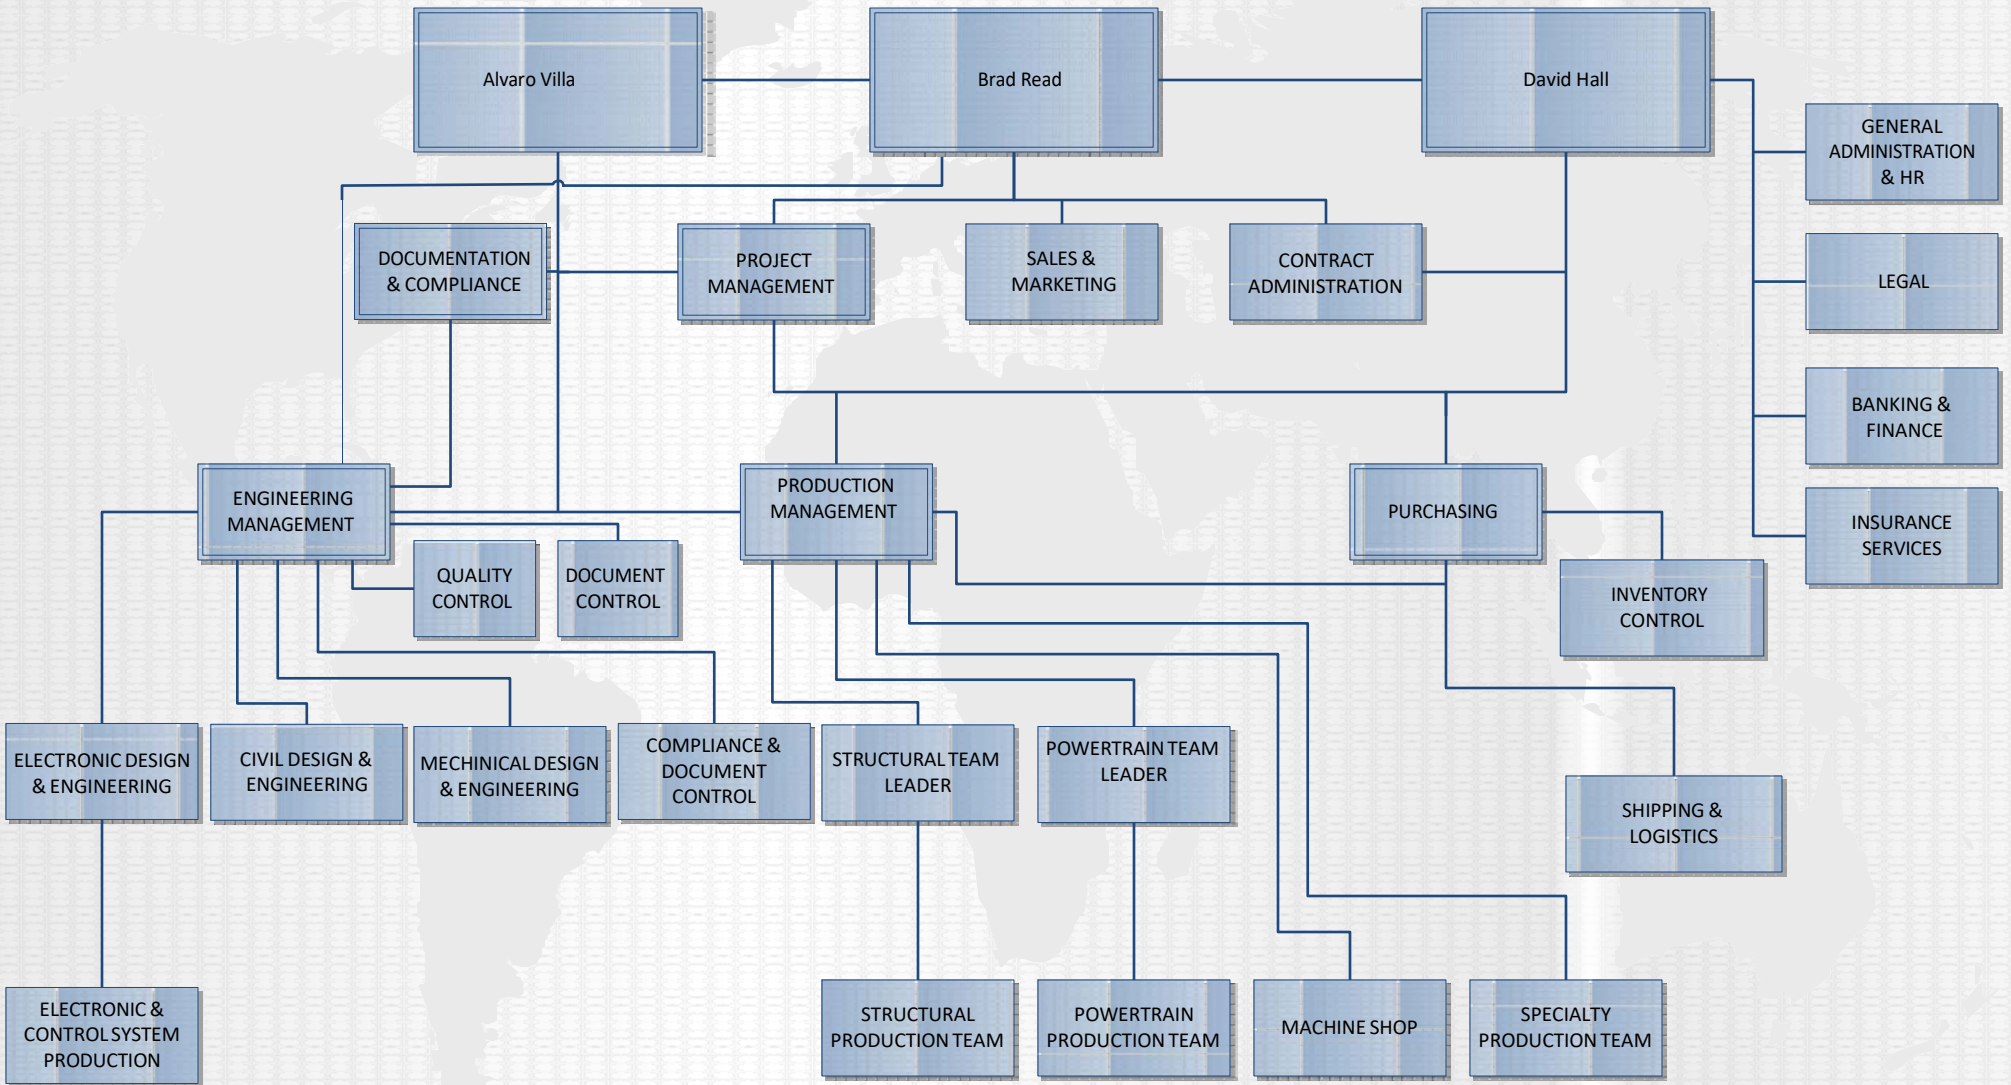 Alvaro Villa
Brad Read
David Hall
GENERAL
ADMINISTRATION
& HR
DOCUMENTATION
& COMPLIANCE
PROJECT
MANAGEMENT
SALES &
MARKETING
CONTRACT
ADMINISTRATION
LEGAL
BANKING &
FINANCE
ENGINEERING
MANAGEMENT
PRODUCTION
MANAGEMENT
PURCHASING
INSURANCE
SERVICES
QUALITY
CONTROL
DOCUMENT
CONTROL
INVENTORY
CONTROL
ELECTRONIC DESIGN
& ENGINEERING
CIVIL DESIGN &
ENGINEERING
MECHINICAL DESIGN
& ENGINEERING
COMPLIANCE &
DOCUMENT
CONTROL
STRUCTURAL TEAM
LEADER
POWERTRAIN TEAM
LEADER
SHIPPING &
LOGISTICS
ELECTRONIC &
CONTROL SYSTEM
PRODUCTION
STRUCTURAL
PRODUCTION TEAM
POWERTRAIN
PRODUCTION TEAM
MACHINE SHOP
SPECIALTY
PRODUCTION TEAM